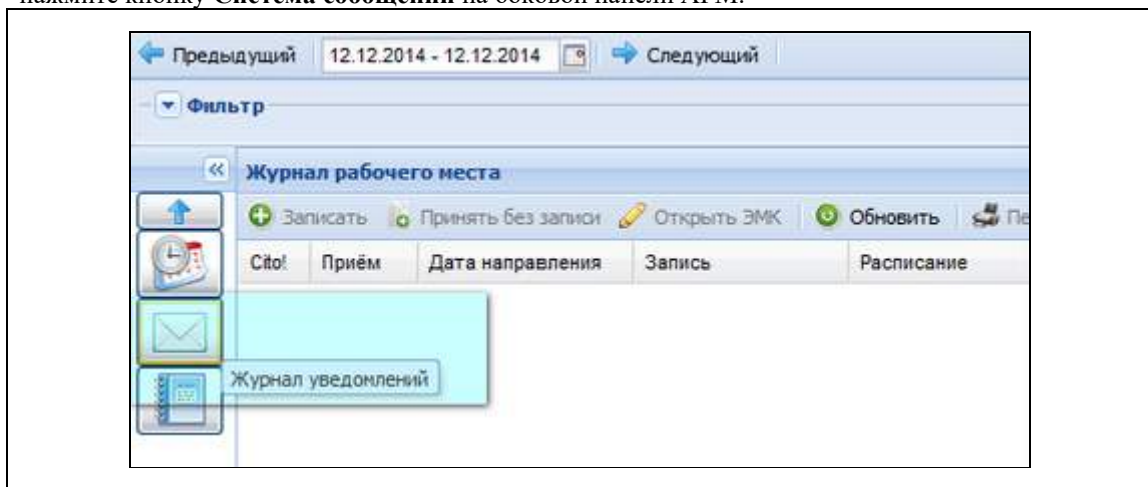 нажмите кнопку Система сообщений на боковой панели АРМ.
Предыдущий 12.12.2014 - 12.12.2014 Следующий
Фильтр
Журнал рабочего места
Записать Принять без записи Открыть ЭМК Обновить Пе
Cito! Приём Дата направления Запись Расписание
Журнал уведомлений